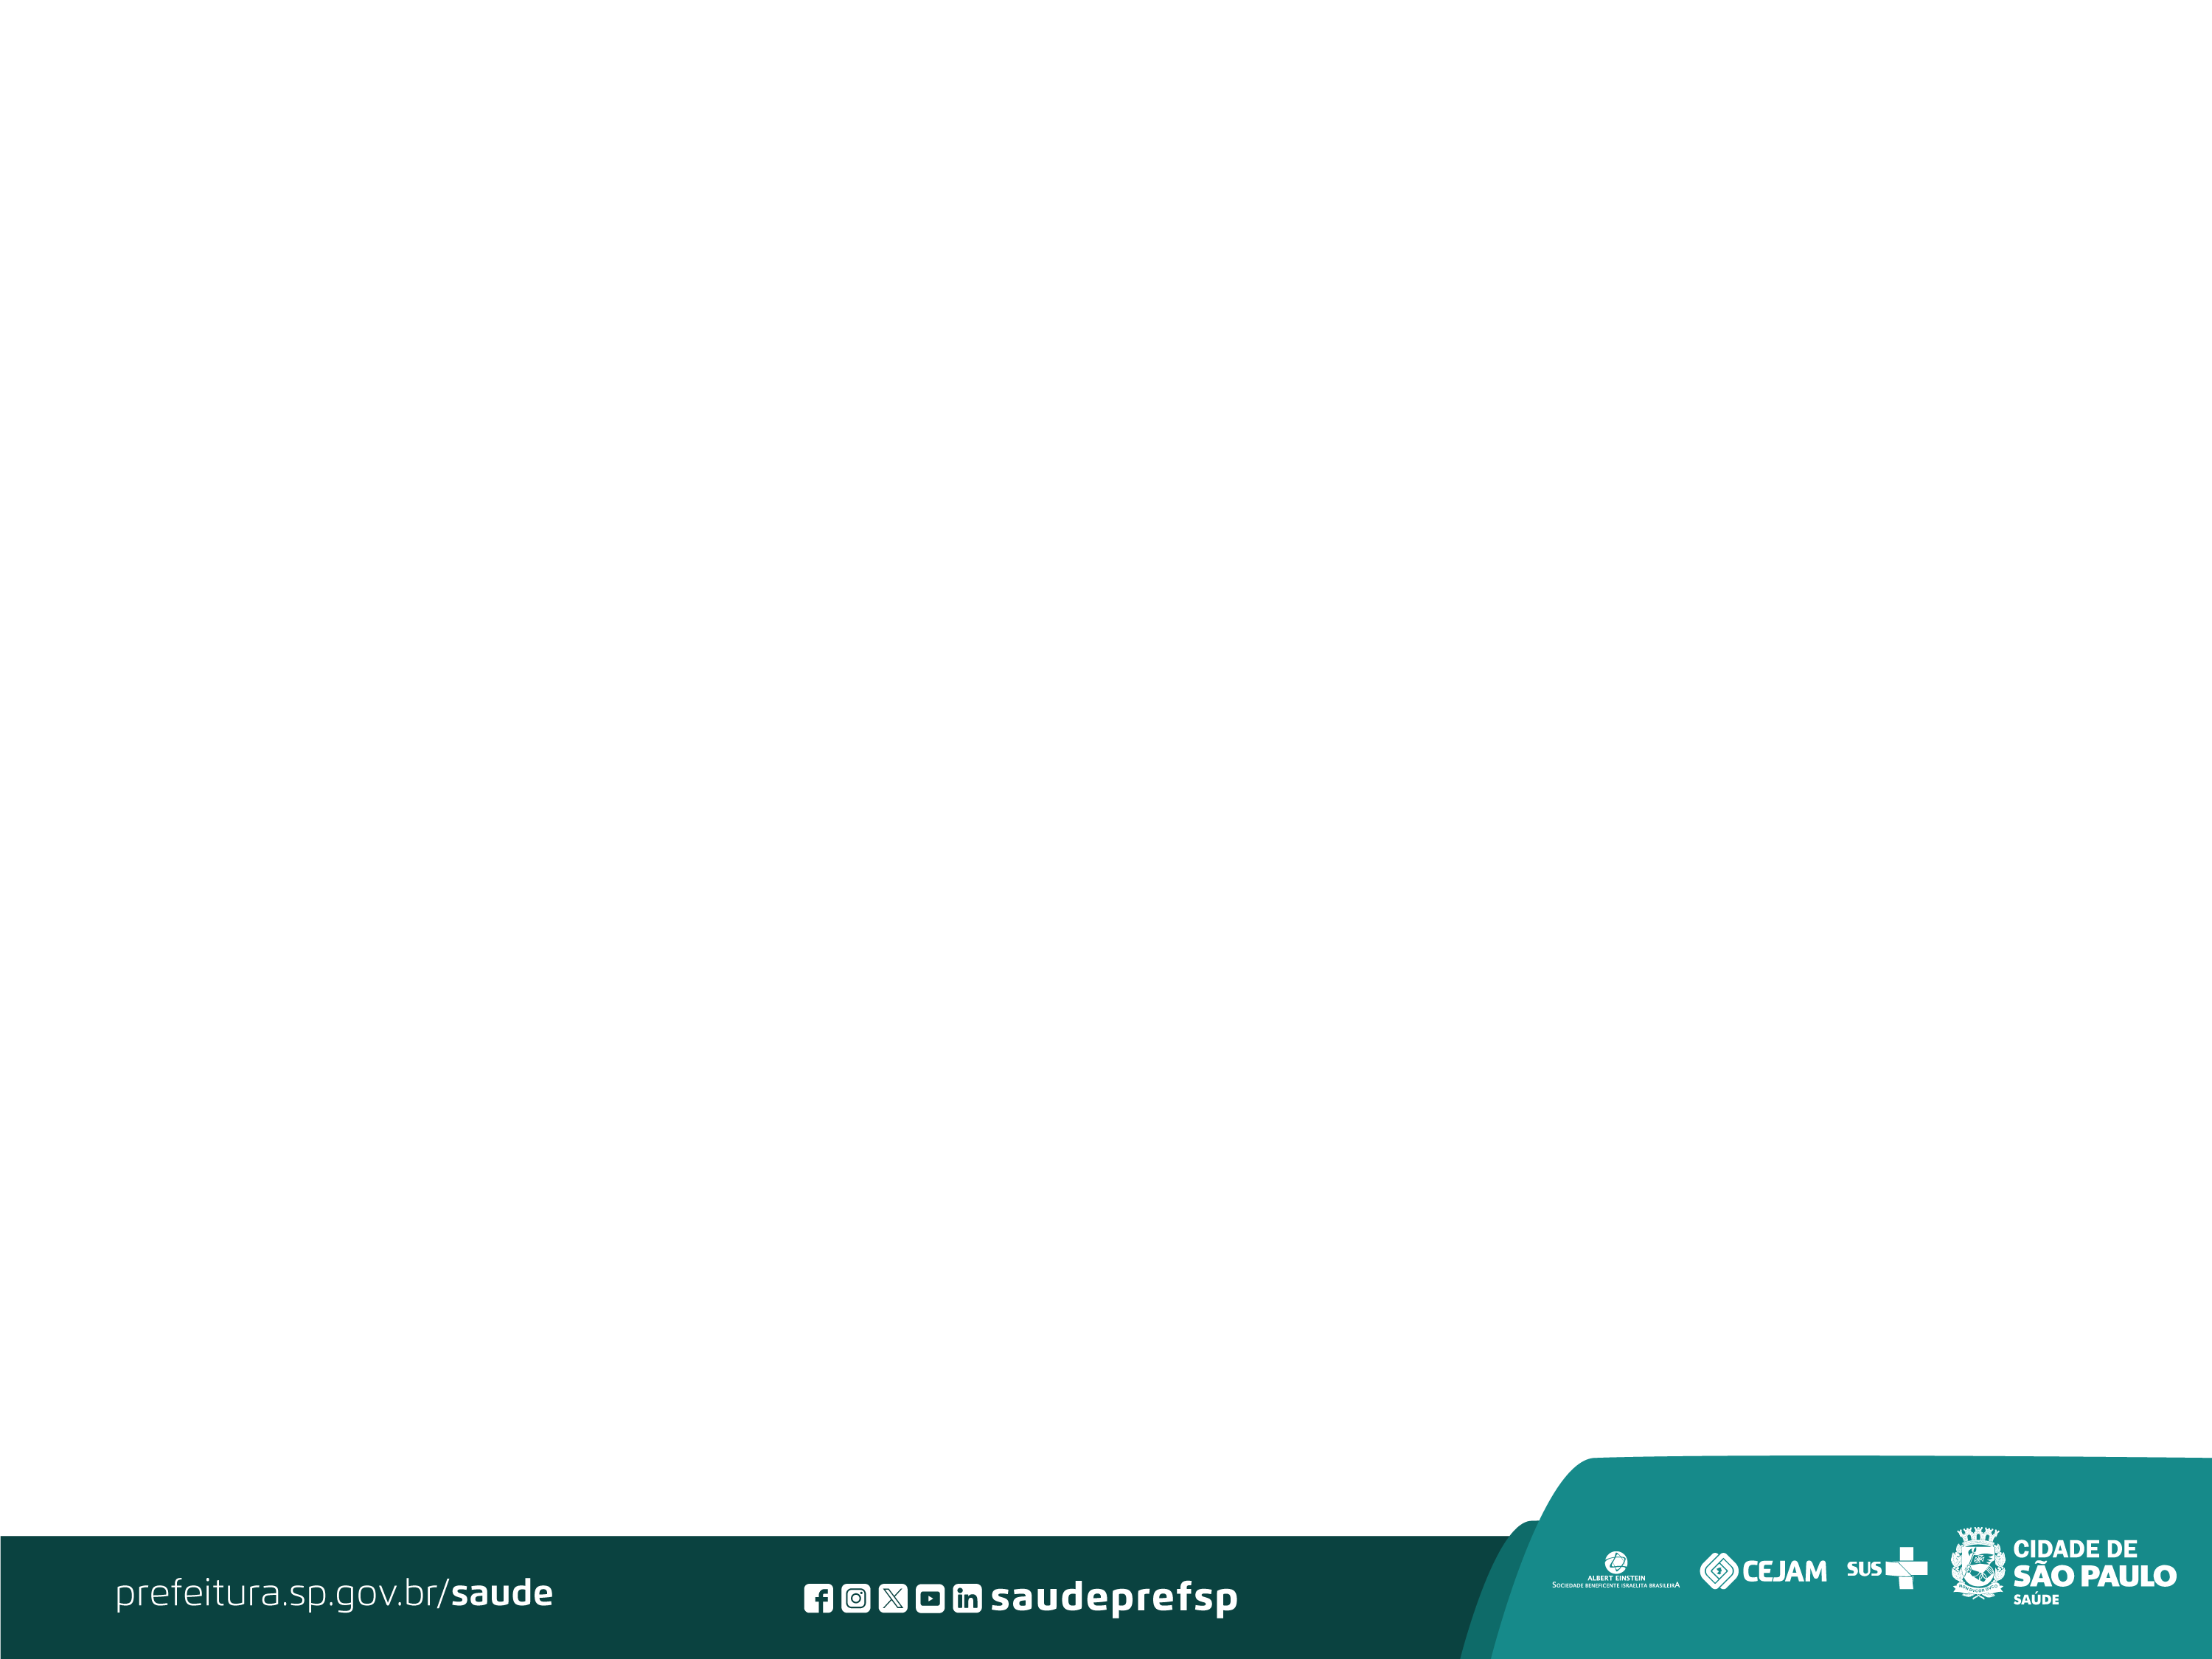 prefeitura.sp.gov.br/saude
saudeprefsp
ALBERT EINSTEIN
SOCIEDADE BENEFICENTE ISRAELITA BRASILEIRA
CEJAM
SUS
CIDADE DE
SÃO PAULO
SAÚDE